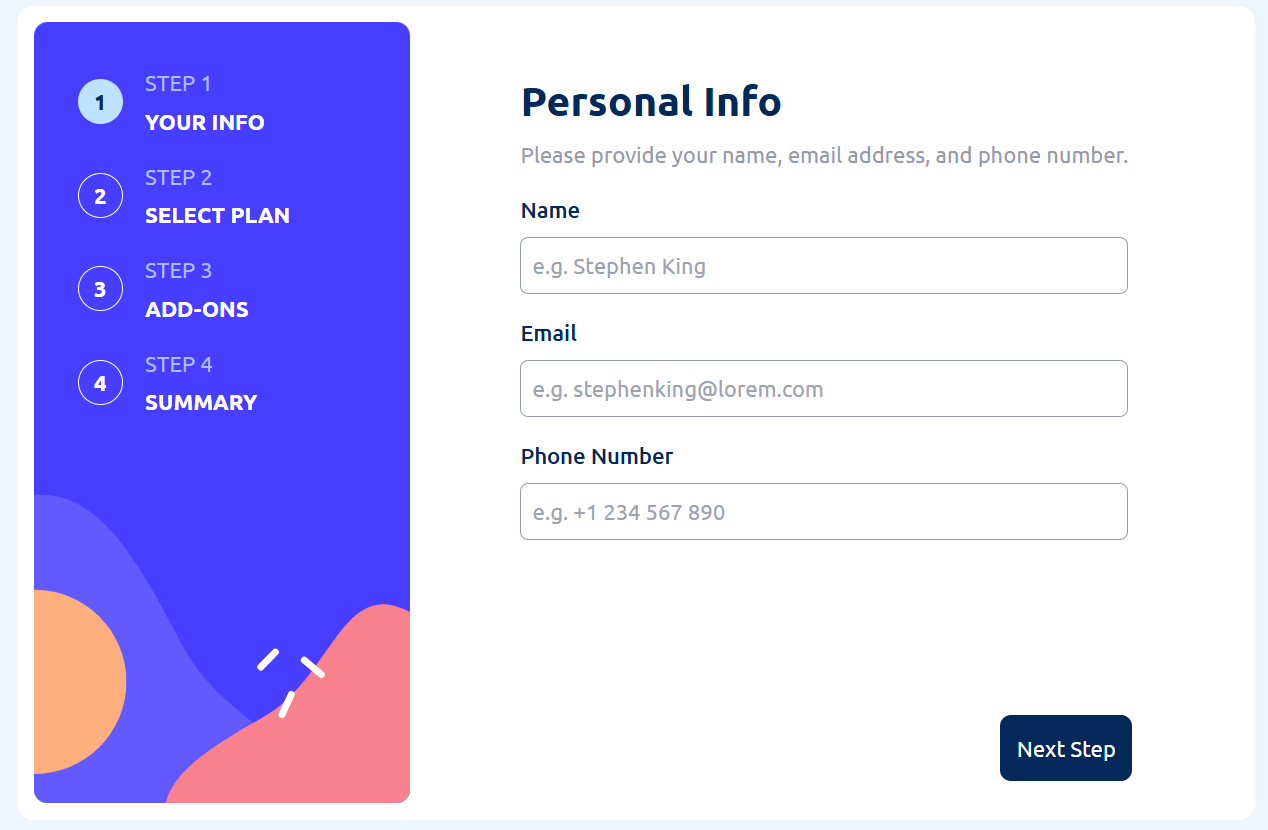 1
STEP 1
YOUR INFO
2
STEP 2
SELECT PLAN
3
STEP 3
ADD-ONS
4
STEP 4
SUMMARY
Personal Info
Please provide your name, email address, and phone number.
Name
e.g. Stephen King
Email
e.g. stephenking@lorem.com
Phone Number
e.g. +1 234 567 890
Next Step